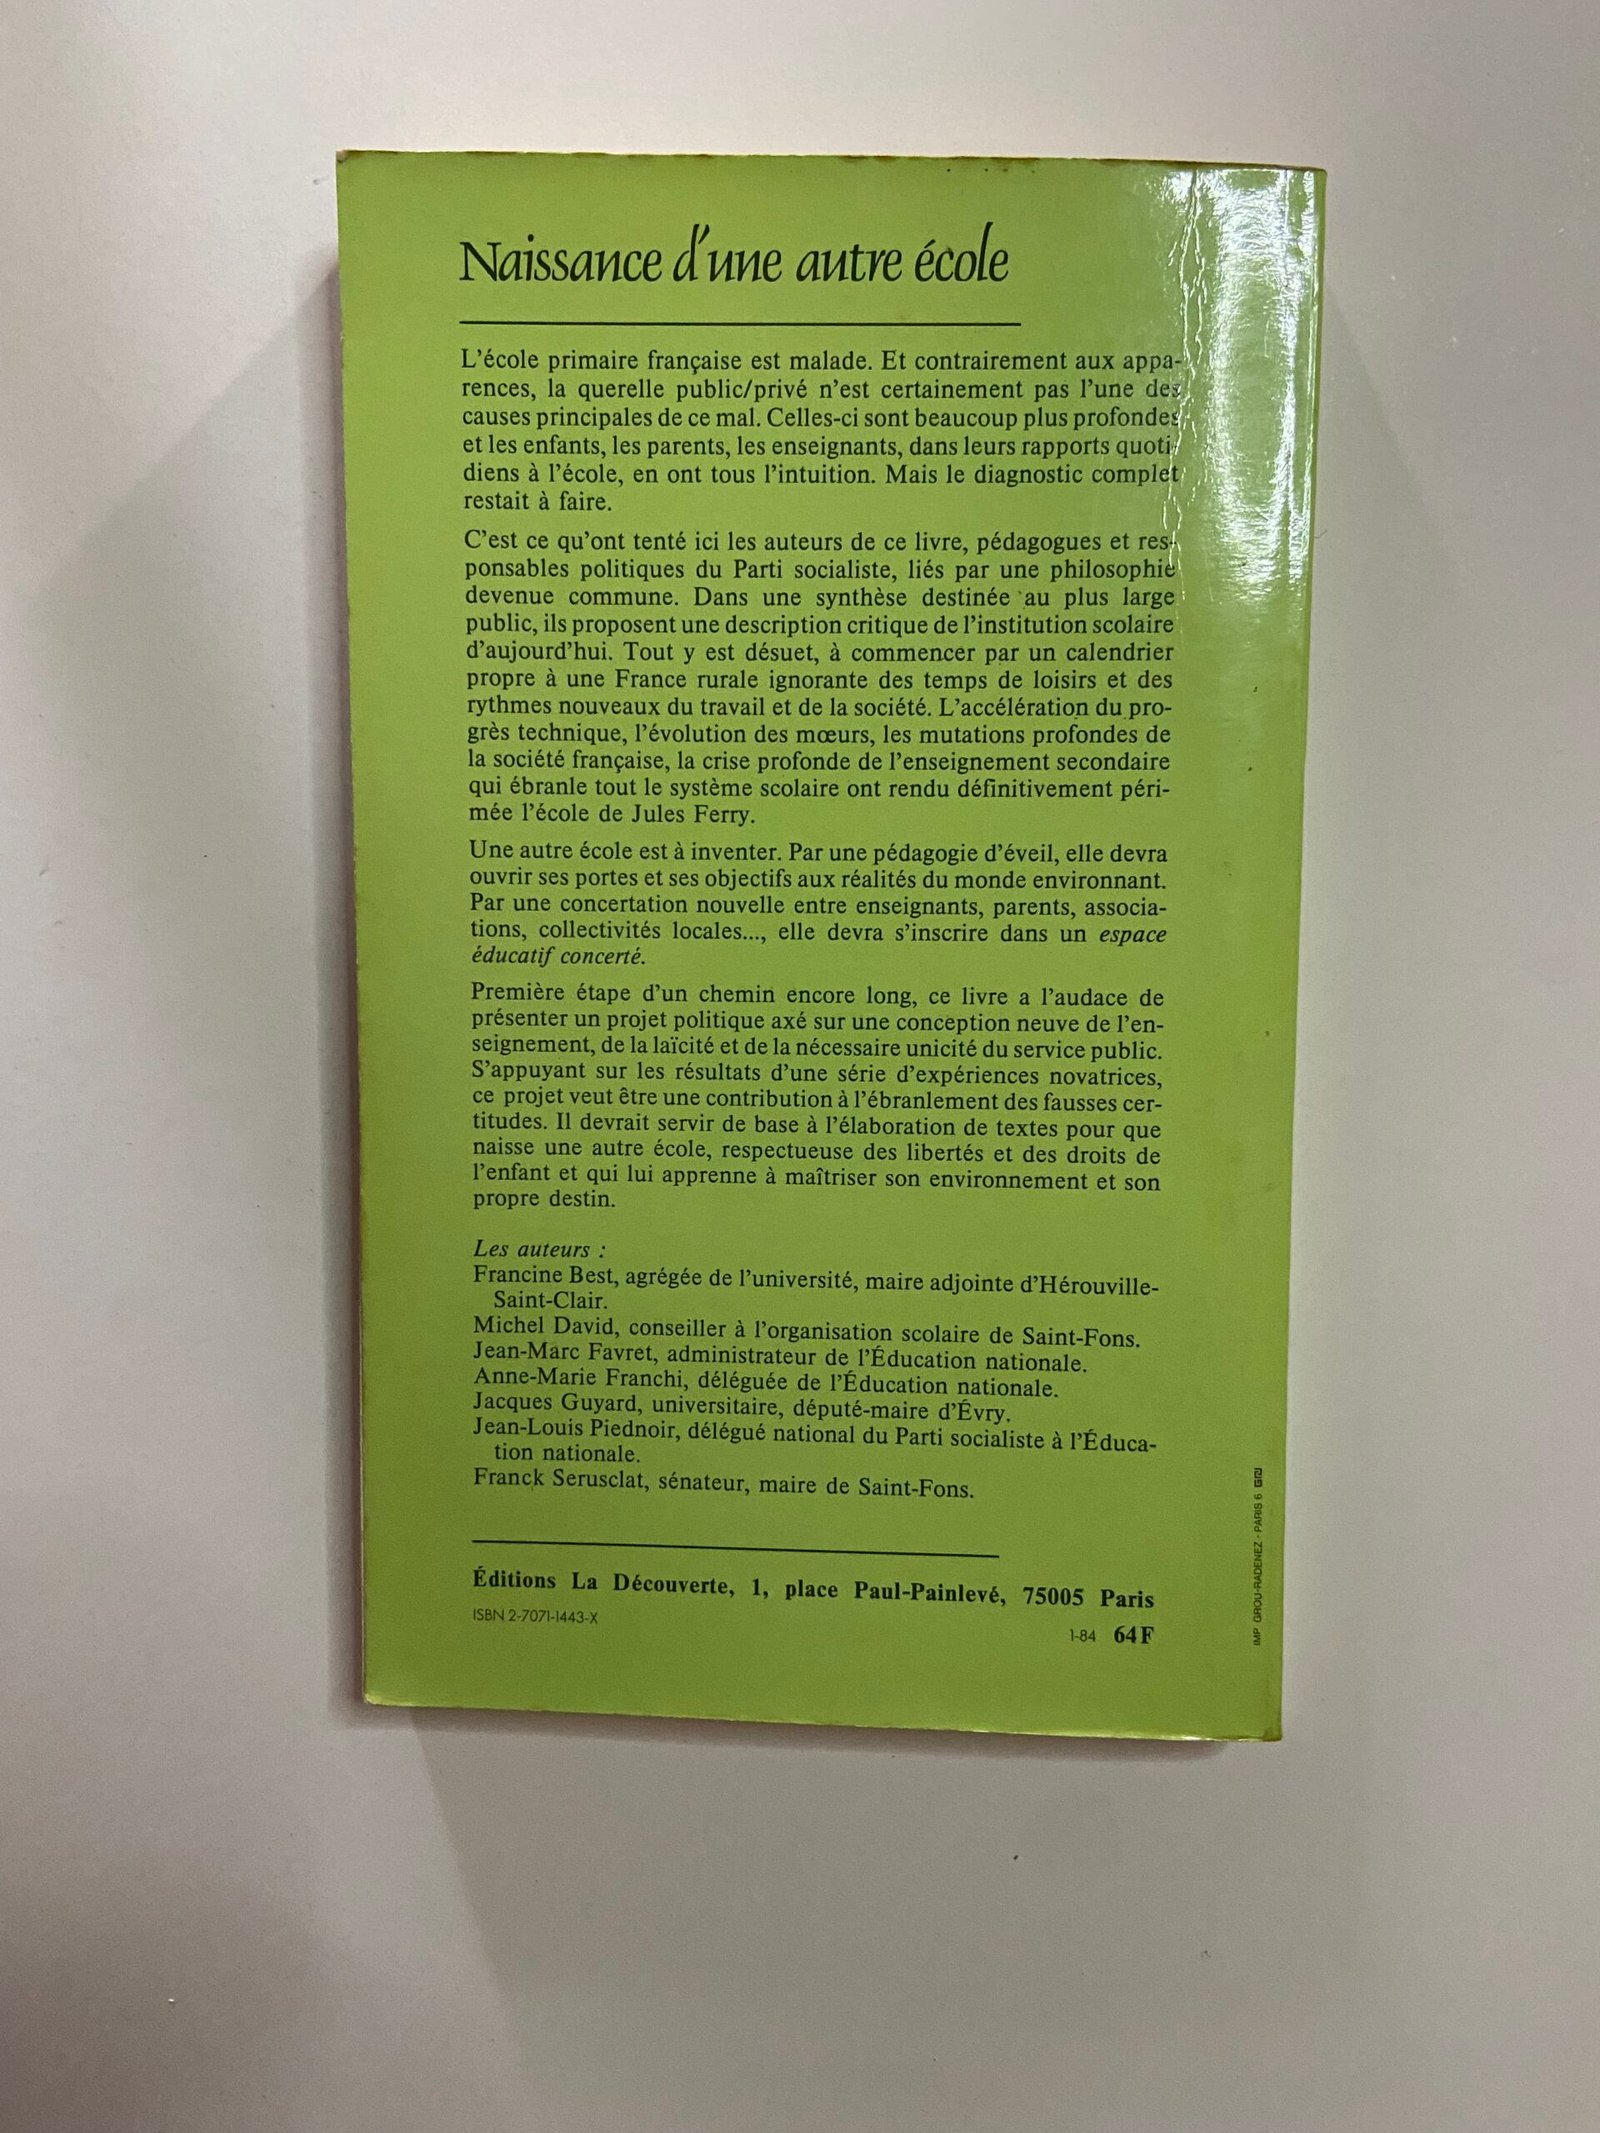 Naissance d'une autre école
L'école primaire française est malade. Et contrairement aux appa-
rences, la querelle public/privé n'est certainement pas l'une des
causes principales de ce mal. Celles-ci sont beaucoup plus profondes
et les enfants, les parents, les enseignants, dans leurs rapports quoti-
diens à l'école, en ont tous l'intuition. Mais le diagnostic complet
restait à faire.
C'est ce qu'ont tenté ici les auteurs de ce livre, pédagogues et res-
ponsables politiques du Parti socialiste, liés par une philosophie
devenue commune. Dans une synthèse destinée au plus large
public, ils proposent une description critique de l'institution scolaire
d'aujourd'hui. Tout y est désuet, à commencer par un calendrier
propre à une France rurale ignorante des temps de loisirs et des
rythmes nouveaux du travail et de la société. L'accélération du pro-
grès technique, l'évolution des mœurs, les mutations profondes de
la société française, la crise profonde de l'enseignement secondaire
qui ébranle tout le système scolaire ont rendu définitivement péri-
mée l'école de Jules Ferry.
Une autre école est à inventer. Par une pédagogie d'éveil, elle devra
ouvrir ses portes et ses objectifs aux réalités du monde environnant.
Par une concertation nouvelle entre enseignants, parents, associa-
tions, collectivités locales..., elle devra s'inscrire dans un espace
éducatif concerté.
Première étape d'un chemin encore long, ce livre a l'audace de
présenter un projet politique axé sur une conception neuve de l'en-
seignement, de la laïcité et de la nécessaire unicité du service public.
S'appuyant sur les résultats d'une série d'expériences novatrices,
ce projet veut être une contribution à l'ébranlement des fausses cer-
titudes. Il devrait servir de base à l'élaboration de textes pour que
naisse une autre école, respectueuse des libertés et des droits de
l'enfant et qui lui apprenne à maîtriser son environnement et son
propre destin.
Les auteurs :
Francine Best, agrégée de l'université, maire adjointe d'Hérouville-
Saint-Clair.
Michel David, conseiller à l'organisation scolaire de Saint-Fons.
Jean-Marc Favret, administrateur de l'Éducation nationale.
Anne-Marie Franchi, déléguée de l'Éducation nationale.
Jacques Guyard, universitaire, député-maire d'Évry.
Jean-Louis Piednoir, délégué national du Parti socialiste à l'Éduca-
tion nationale.
Franck Serusclat, sénateur, maire de Saint-Fons.
Éditions La Découverte, 1, place Paul-Painlevé, 75005 Paris
ISBN 2-7071-1443-X
1-84 64F
IMP GROU-RADENEZ - PARIS 6